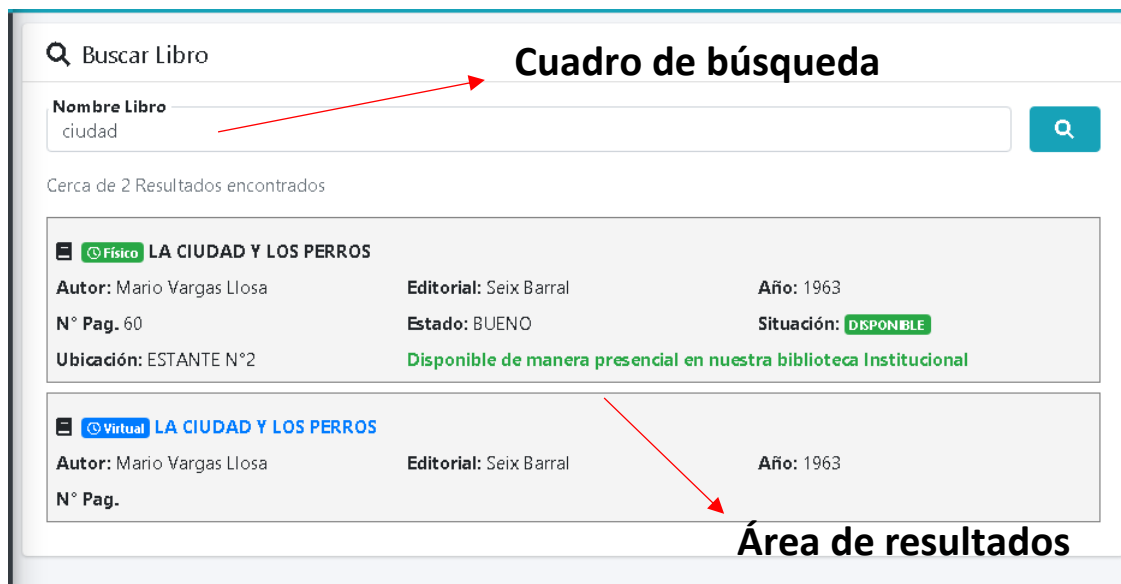 Buscar Libro
Cuadro de búsqueda
Nombre Libro
ciudad
Cerca de 2 Resultados encontrados
Físico LA CIUDAD Y LOS PERROS
Autor: Mario Vargas Llosa Editorial: Seix Barral Año: 1963
N° Pag. 60 Estado: BUENO Situación: DISPONIBLE
Ubicación: ESTANTE N°2 Disponible de manera presencial en nuestra biblioteca Institucional
Virtual LA CIUDAD Y LOS PERROS
Autor: Mario Vargas Llosa Editorial: Seix Barral Año: 1963
N° Pag.
Área de resultados